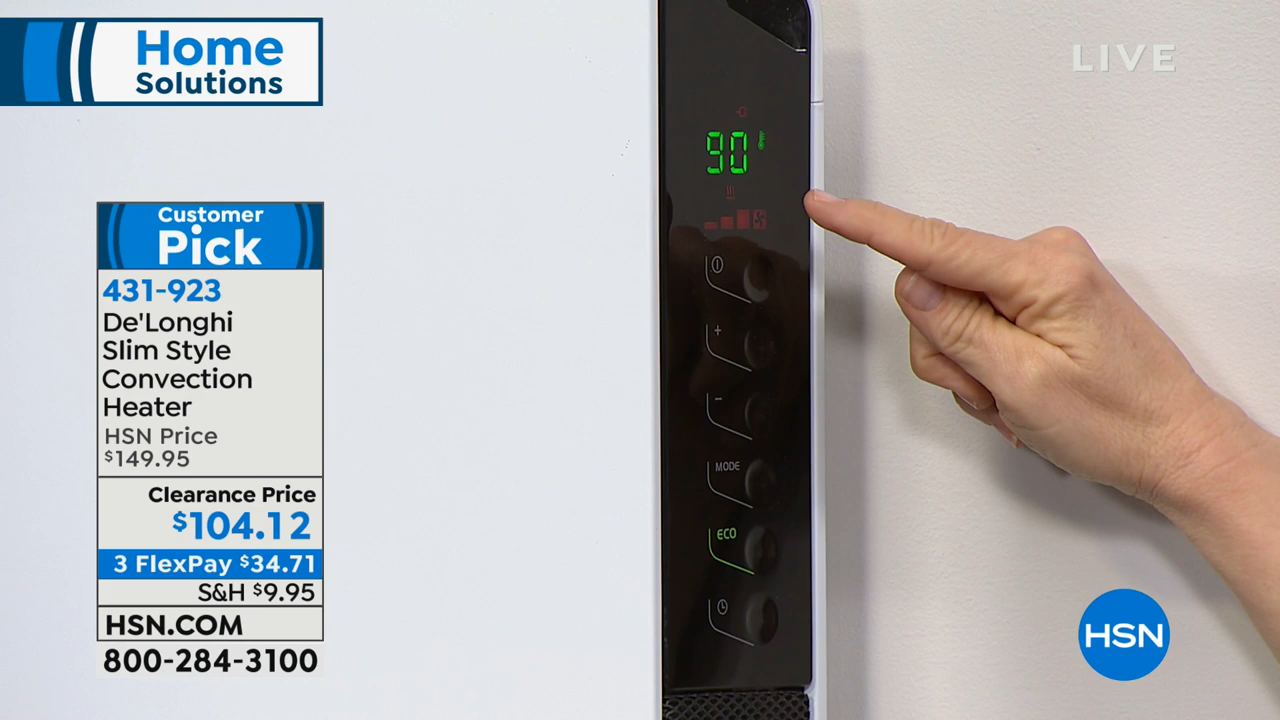 Home
Solutions
LIVE
Customer
Pick
431-923
De'Longhi
Slim Style
Convection
Heater
HSN Price
$149.95
Clearance Price
$104.12
3 FlexPay $34.71
S&H $9.95
HSN.COM
800-284-3100
90
+
-
MODE
ECO
HSN